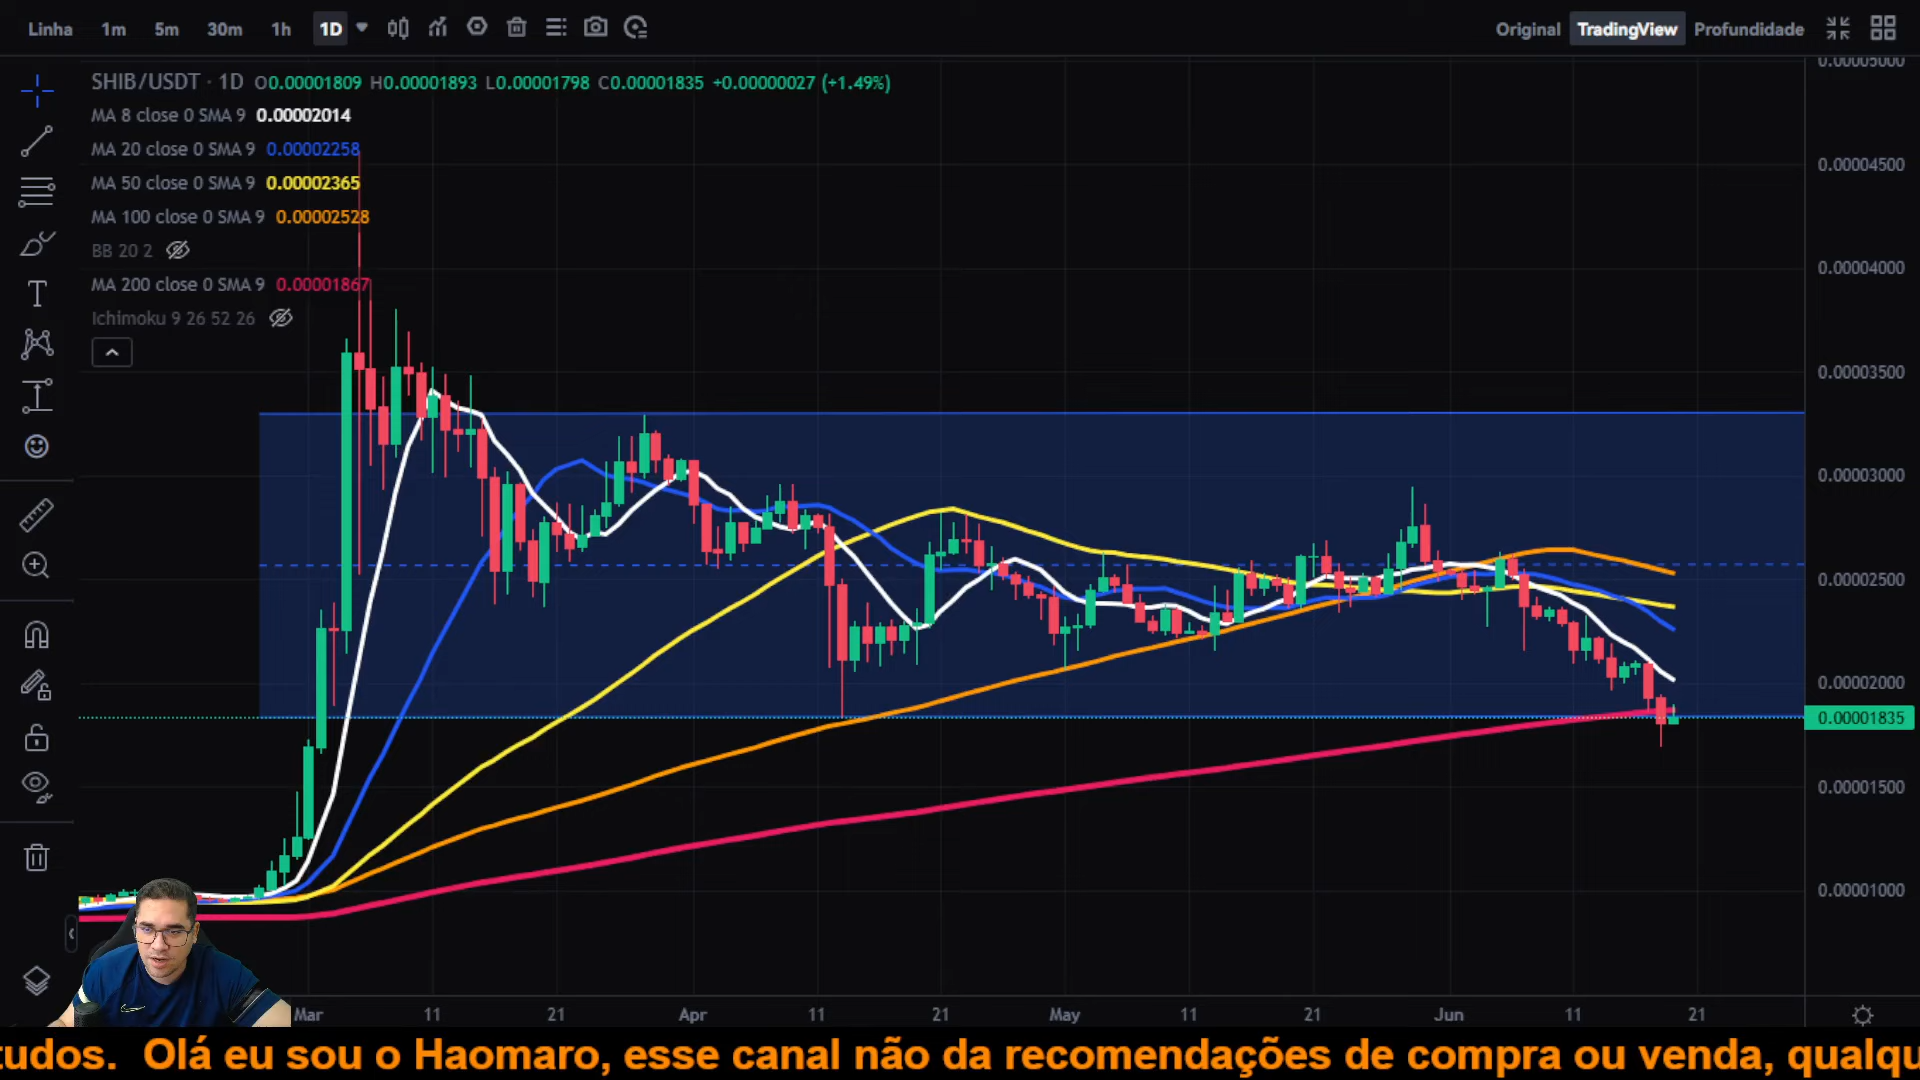 Linha 1m 5m 30m 1h 1D Original TradingView Profundidade
SHIB/USDT · 1D O0.00001809 H0.00001893 L0.00001798 C0.00001835 +0.00000027 (+1.49%)
MA 8 close 0 SMA 9 0.00002014
MA 20 close 0 SMA 9 0.00002258
MA 50 close 0 SMA 9 0.00002365
MA 100 close 0 SMA 9 0.00002528
BB 20 2
MA 200 close 0 SMA 9 0.00001867
Ichimoku 9 26 52 26
0.00005000
0.00004500
0.00004000
0.00003500
0.00003000
0.00002500
0.00002000
0.00001835
0.00001500
0.00001000
Mar 11 21 Apr 11 21 May 11 21 Jun 11 21
tudos. Olá eu sou o Haomaro, esse canal não da recomendações de compra ou venda, qualqu